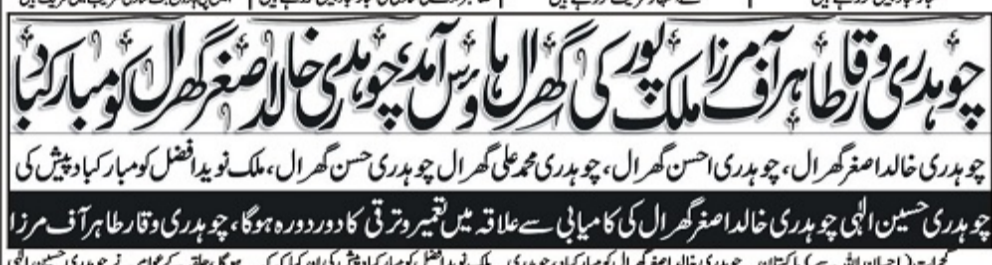 چوہدری وقار طاہر آف مرزا ملک پور کی گھرال ہاؤس آمد، چوہدری خالد اصغر گھرال کو مبارکباد
چوہدری خالد اصغر گھرال، چوہدری احسن گھرال، چوہدری محمد علی گھرال چوہدری حسن گھرال، ملک نوید افضل کو مبارکباد پیش کی
چوہدری حسین الٰہی چوہدری خالد اصغر گھرال کی کامیابی سے علاقہ میں تعمیر و ترقی کا دور دورہ ہوگا، چوہدری وقار طاہر آف مرزا